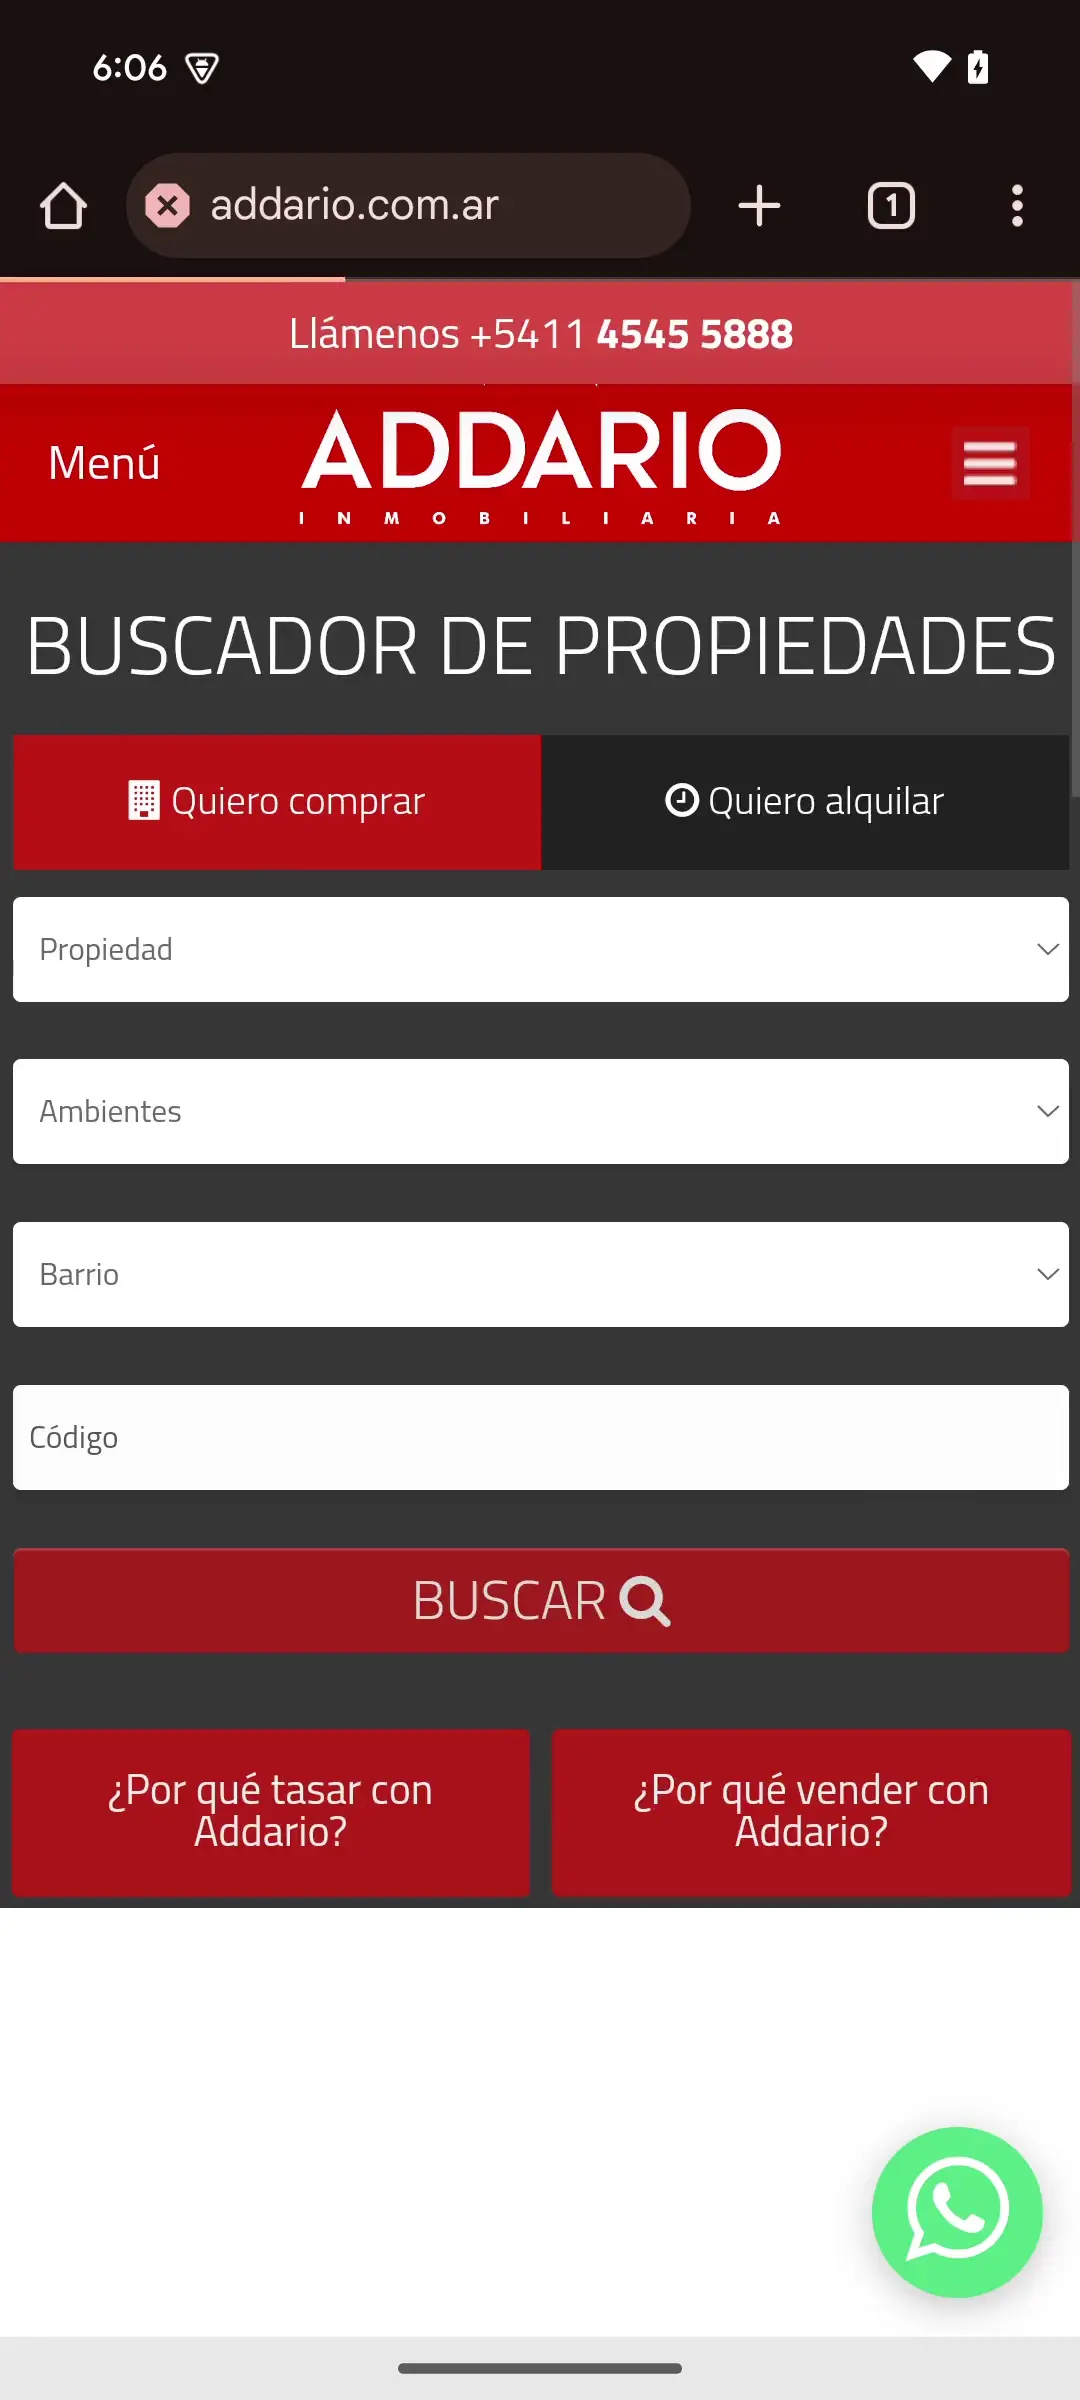 6:06
addario.com.ar
1
Llámenos +5411 4545 5888
Menú
ADDARIO
INMOBILIARIA
BUSCADOR DE PROPIEDADES
Quiero comprar
Quiero alquilar
Propiedad
Ambientes
Barrio
Código
BUSCAR
¿Por qué tasar con
Addario?
¿Por qué vender con
Addario?